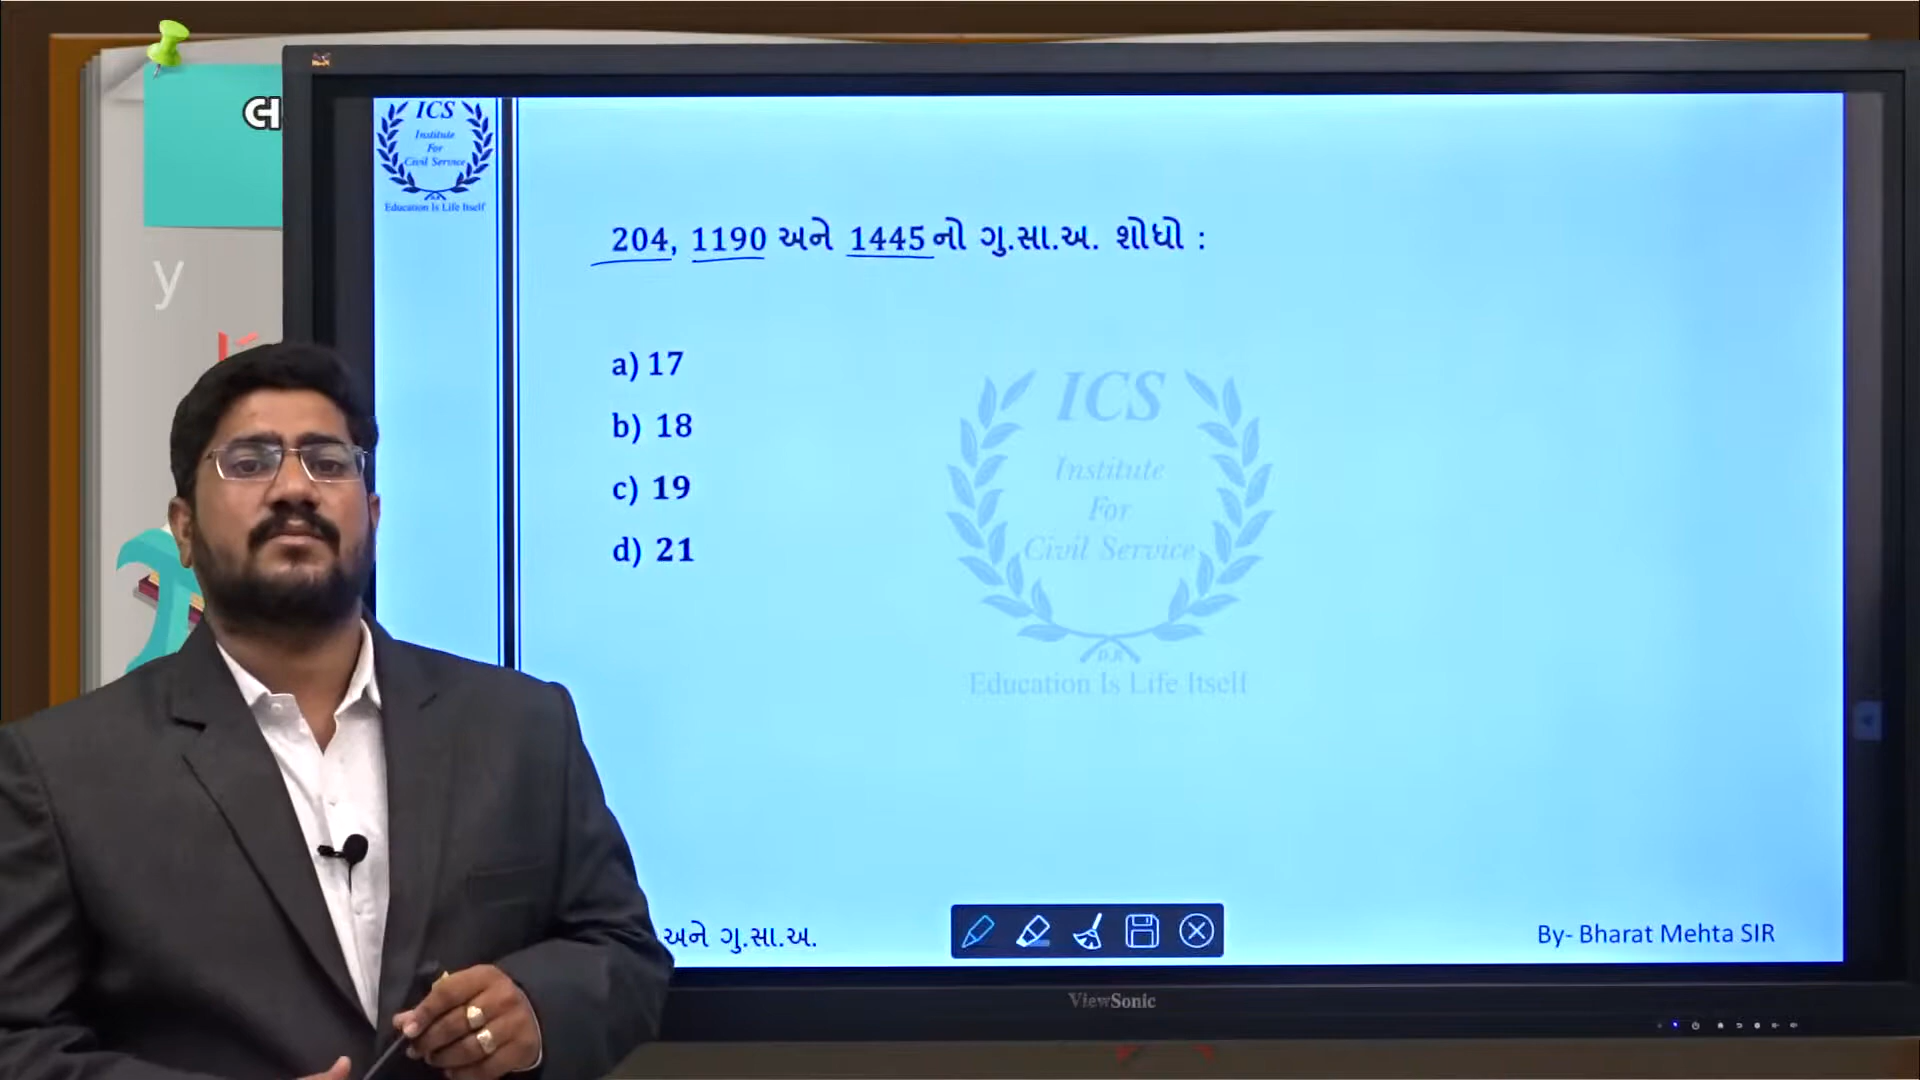 લ
y
ICS
Institute
For
Civil Service
Education Is Life Itself
204, 1190 અને 1445 નો ગુ.સા.અ. શોધો :
a) 17
b) 18
c) 19
d) 21
ICS
Institute
For
Civil Service
D.R
Education Is Life Itself
અને ગુ.સા.અ.
By- Bharat Mehta SIR
ViewSonic